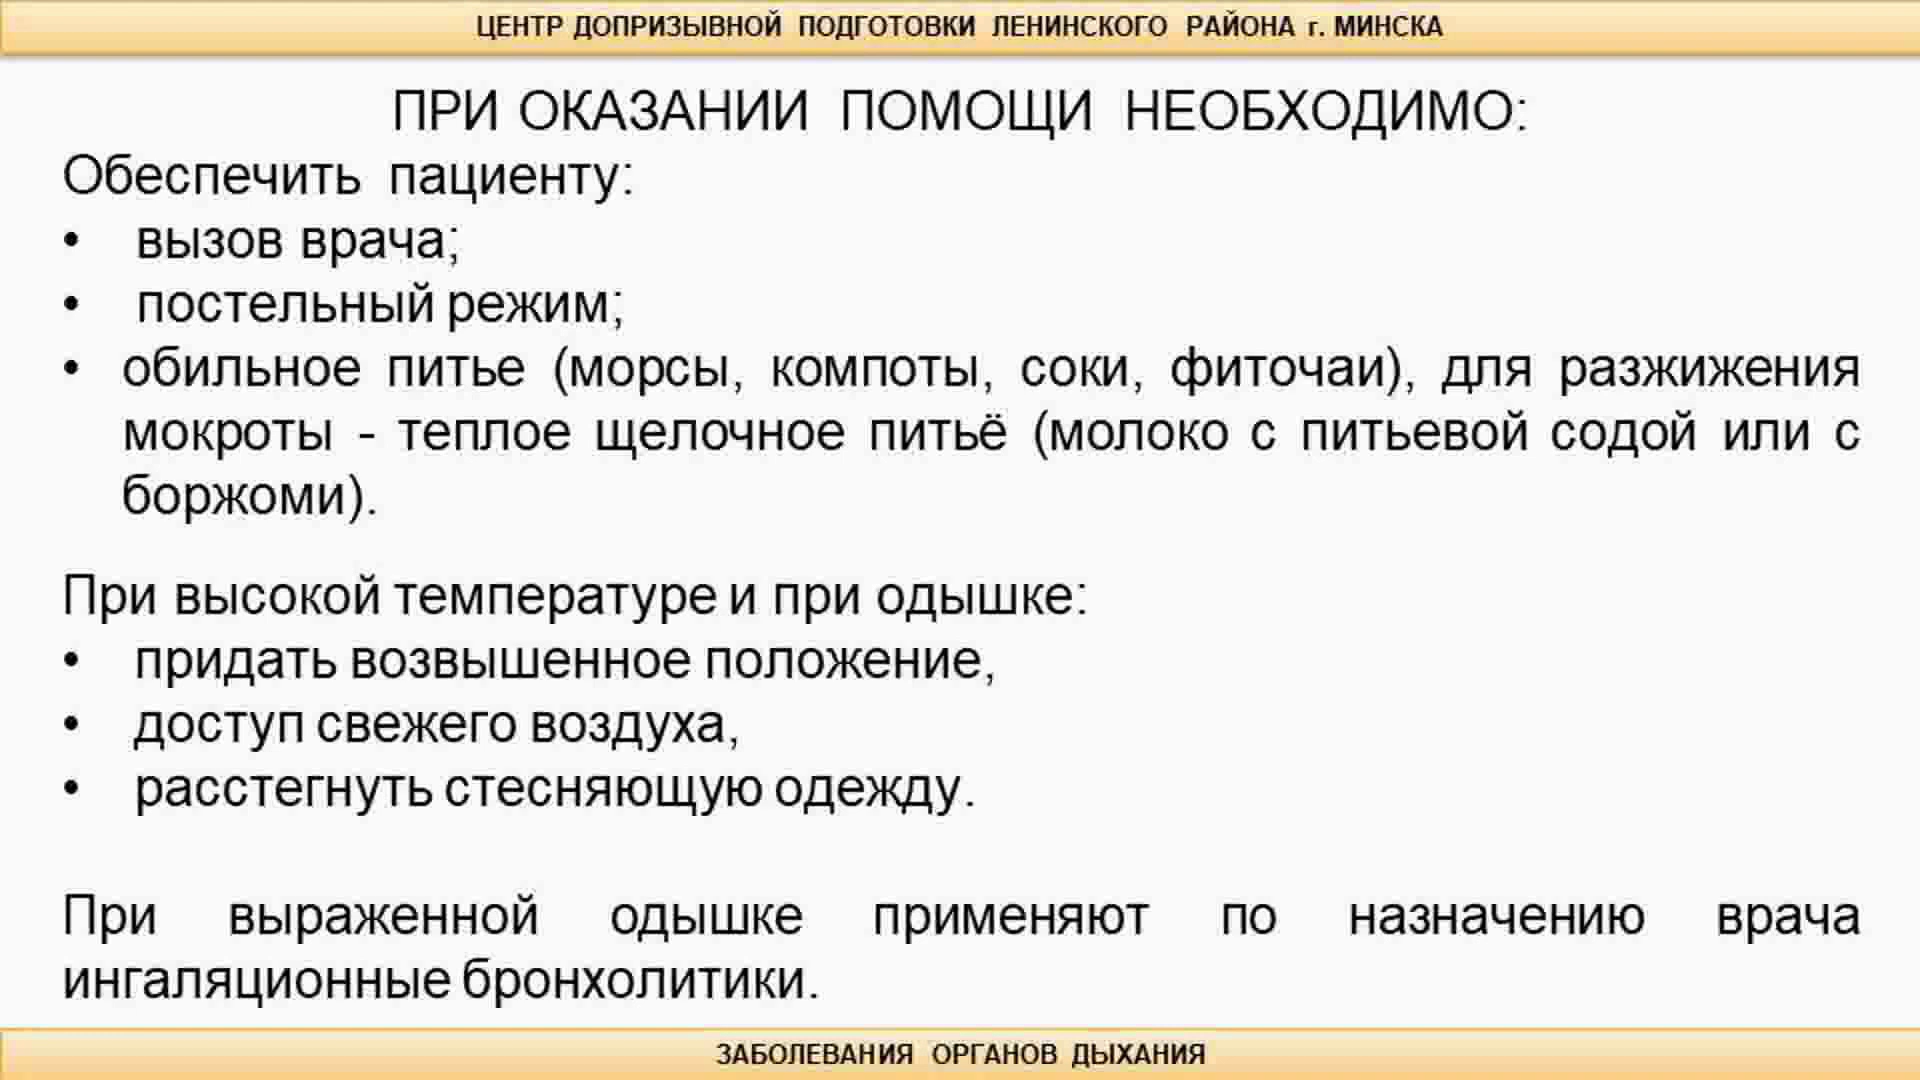 ЦЕНТР ДОПРИЗЫВНОЙ ПОДГОТОВКИ ЛЕНИНСКОГО РАЙОНА г. МИНСКА
ПРИ ОКАЗАНИИ ПОМОЩИ НЕОБХОДИМО:
Обеспечить пациенту:
• вызов врача;
• постельный режим;
• обильное питье (морсы, компоты, соки, фиточаи), для разжижения
мокроты - теплое щелочное питьё (молоко с питьевой содой или с
боржоми).
При высокой температуре и при одышке:
• придать возвышенное положение,
• доступ свежего воздуха,
• расстегнуть стесняющую одежду.
При выраженной одышке применяют по назначению врача
ингаляционные бронхолитики.
ЗАБОЛЕВАНИЯ ОРГАНОВ ДЫХАНИЯ